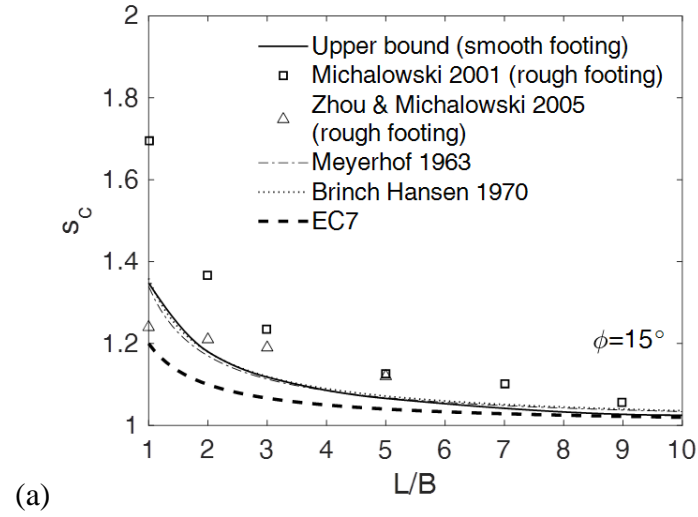 2
Upper bound (smooth footing)
Michalowski 2001 (rough footing)
1.8
Zhou & Michalowski 2005
(rough footing)
Meyerhof 1963
1.6
Brinch Hansen 1970
EC7
s_c
1.4
ϕ=15°
1.2
1
1 2 3 4 5 6 7 8 9 10
L/B
(a)